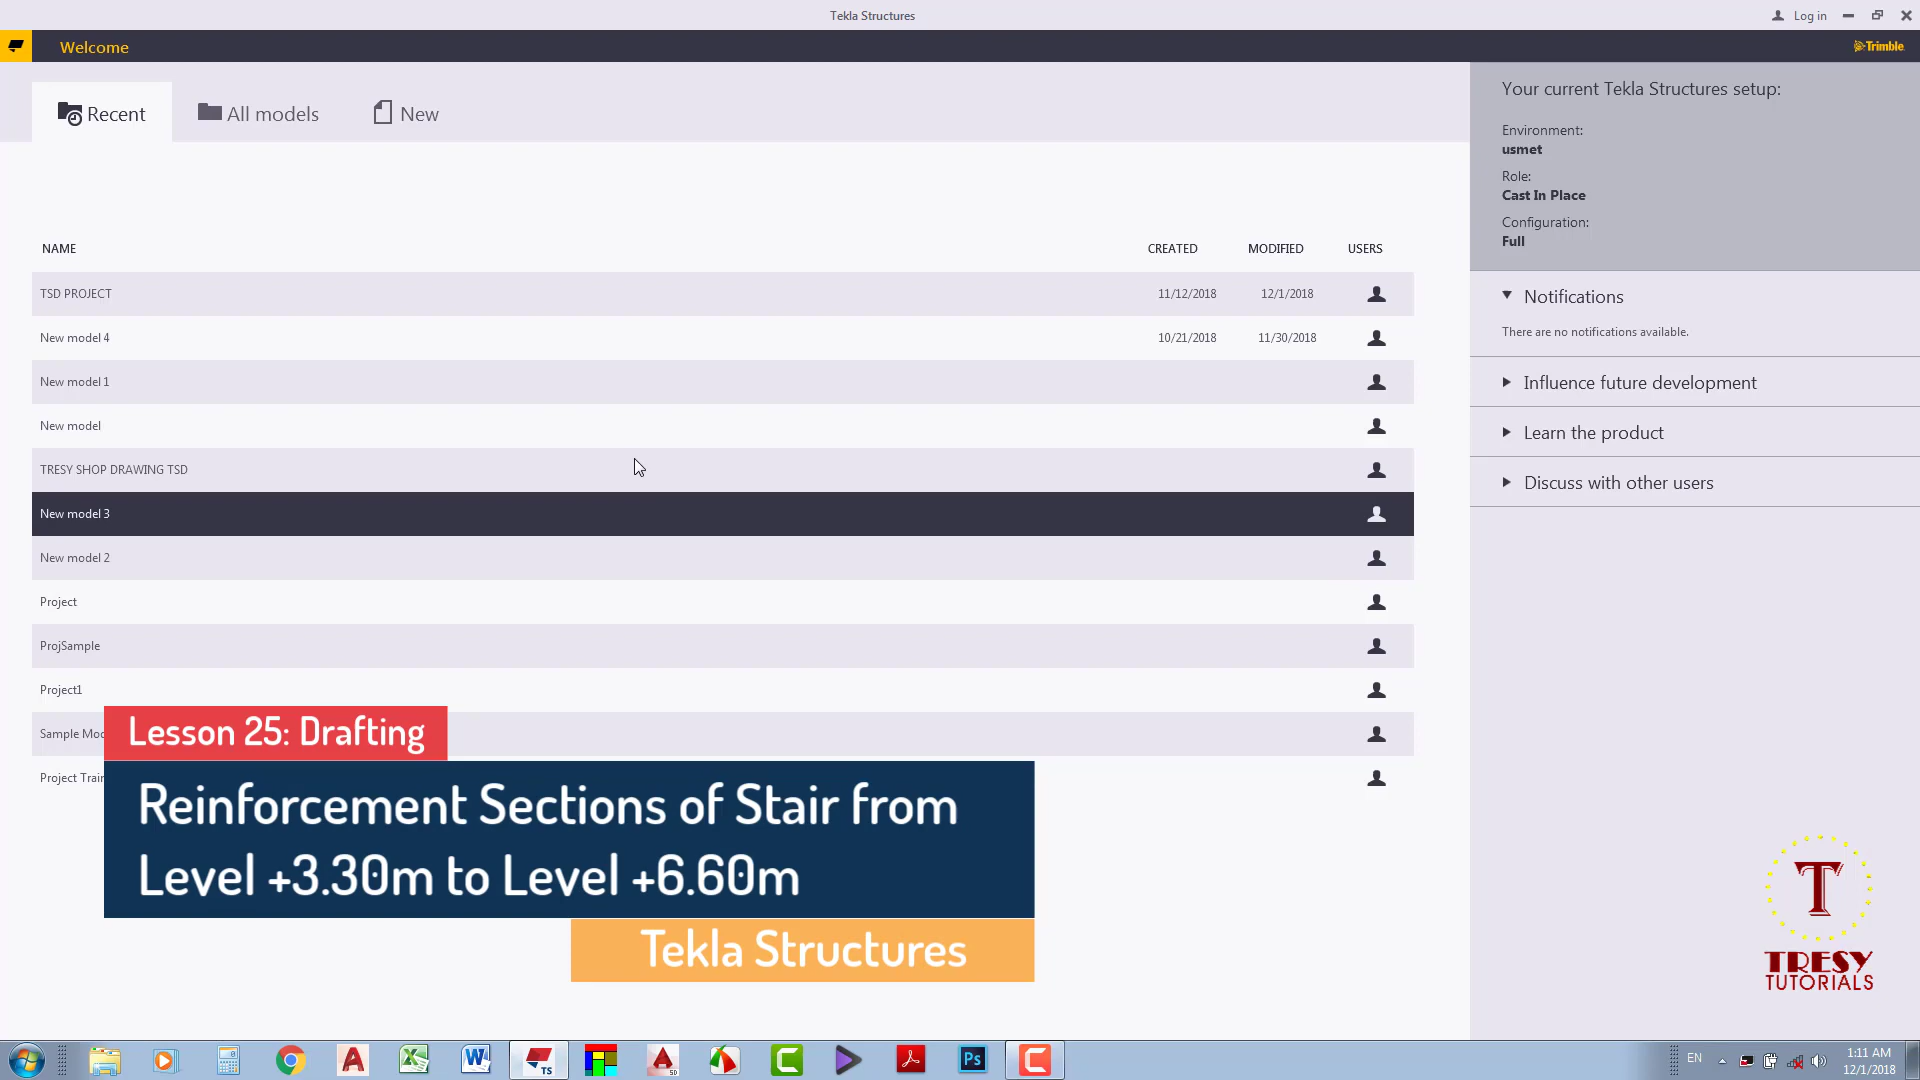 Tekla Structures
Log in
Welcome
Trimble
Recent
All models
New
NAME
CREATED
MODIFIED
USERS
TSD PROJECT
11/12/2018
12/1/2018
New model 4
10/21/2018
11/30/2018
New model 1
New model
TRESY SHOP DRAWING TSD
New model 3
New model 2
Project
ProjSample
Project1
Sample Moc
Project Train
Your current Tekla Structures setup:
Environment:
usmet
Role:
Cast In Place
Configuration:
Full
Notifications
There are no notifications available.
Influence future development
Learn the product
Discuss with other users
Lesson 25: Drafting
Reinforcement Sections of Stair from
Level +3.30m to Level +6.60m
Tekla Structures
T
TRESY
TUTORIALS
TS
SD
Ps
EN
1:11 AM
12/1/2018